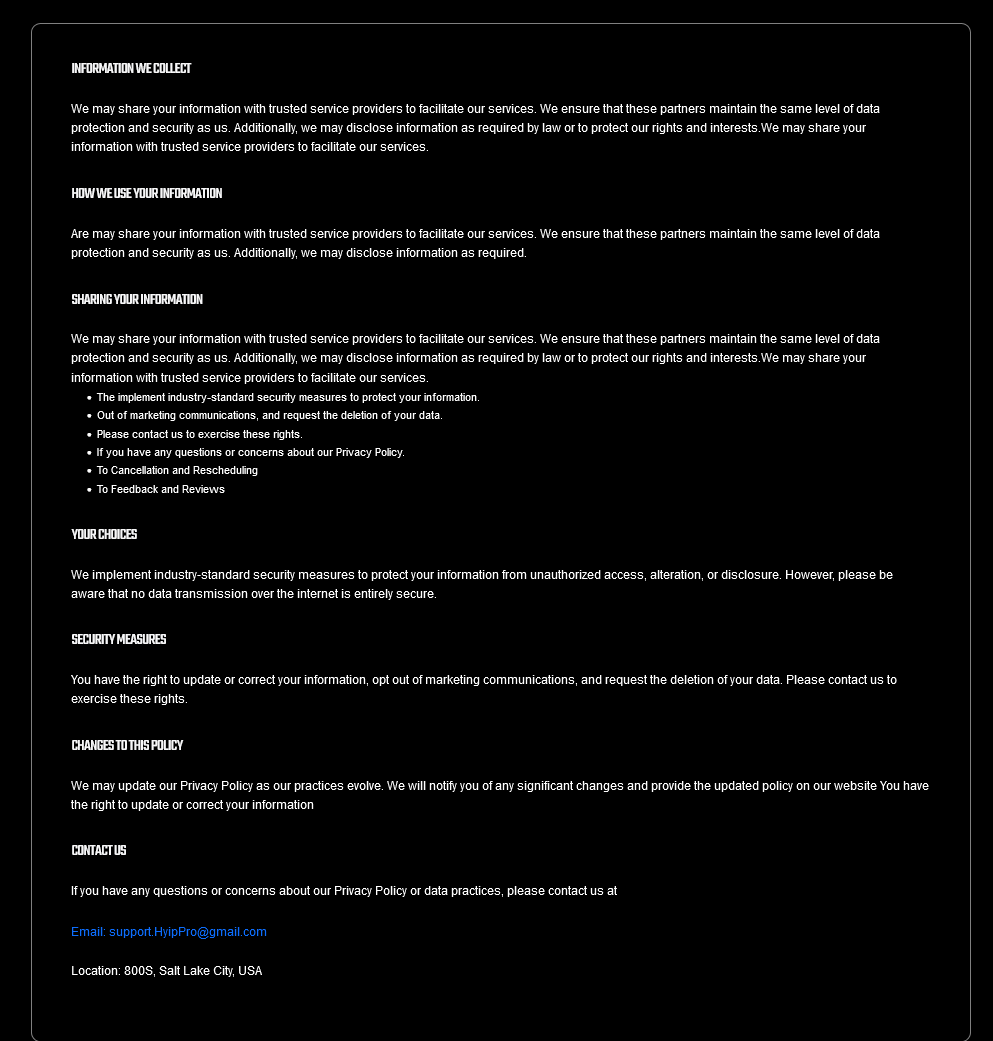 INFORMATION WE COLLECT
We may share your information with trusted service providers to facilitate our services. We ensure that these partners maintain the same level of data
protection and security as us. Additionally, we may disclose information as required by law or to protect our rights and interests.We may share your
information with trusted service providers to facilitate our services.
HOW WE USE YOUR INFORMATION
Are may share your information with trusted service providers to facilitate our services. We ensure that these partners maintain the same level of data
protection and security as us. Additionally, we may disclose information as required.
SHARING YOUR INFORMATION
We may share your information with trusted service providers to facilitate our services. We ensure that these partners maintain the same level of data
protection and security as us. Additionally, we may disclose information as required by law or to protect our rights and interests.We may share your
information with trusted service providers to facilitate our services.
• The implement industry-standard security measures to protect your information.
• Out of marketing communications, and request the deletion of your data.
• Please contact us to exercise these rights.
• If you have any questions or concerns about our Privacy Policy.
• To Cancellation and Rescheduling
• To Feedback and Reviews
YOUR CHOICES
We implement industry-standard security measures to protect your information from unauthorized access, alteration, or disclosure. However, please be
aware that no data transmission over the internet is entirely secure.
SECURITY MEASURES
You have the right to update or correct your information, opt out of marketing communications, and request the deletion of your data. Please contact us to
exercise these rights.
CHANGES TO THIS POLICY
We may update our Privacy Policy as our practices evolve. We will notify you of any significant changes and provide the updated policy on our website You have
the right to update or correct your information
CONTACT US
If you have any questions or concerns about our Privacy Policy or data practices, please contact us at
Email: support.HyipPro@gmail.com
Location: 800S, Salt Lake City, USA